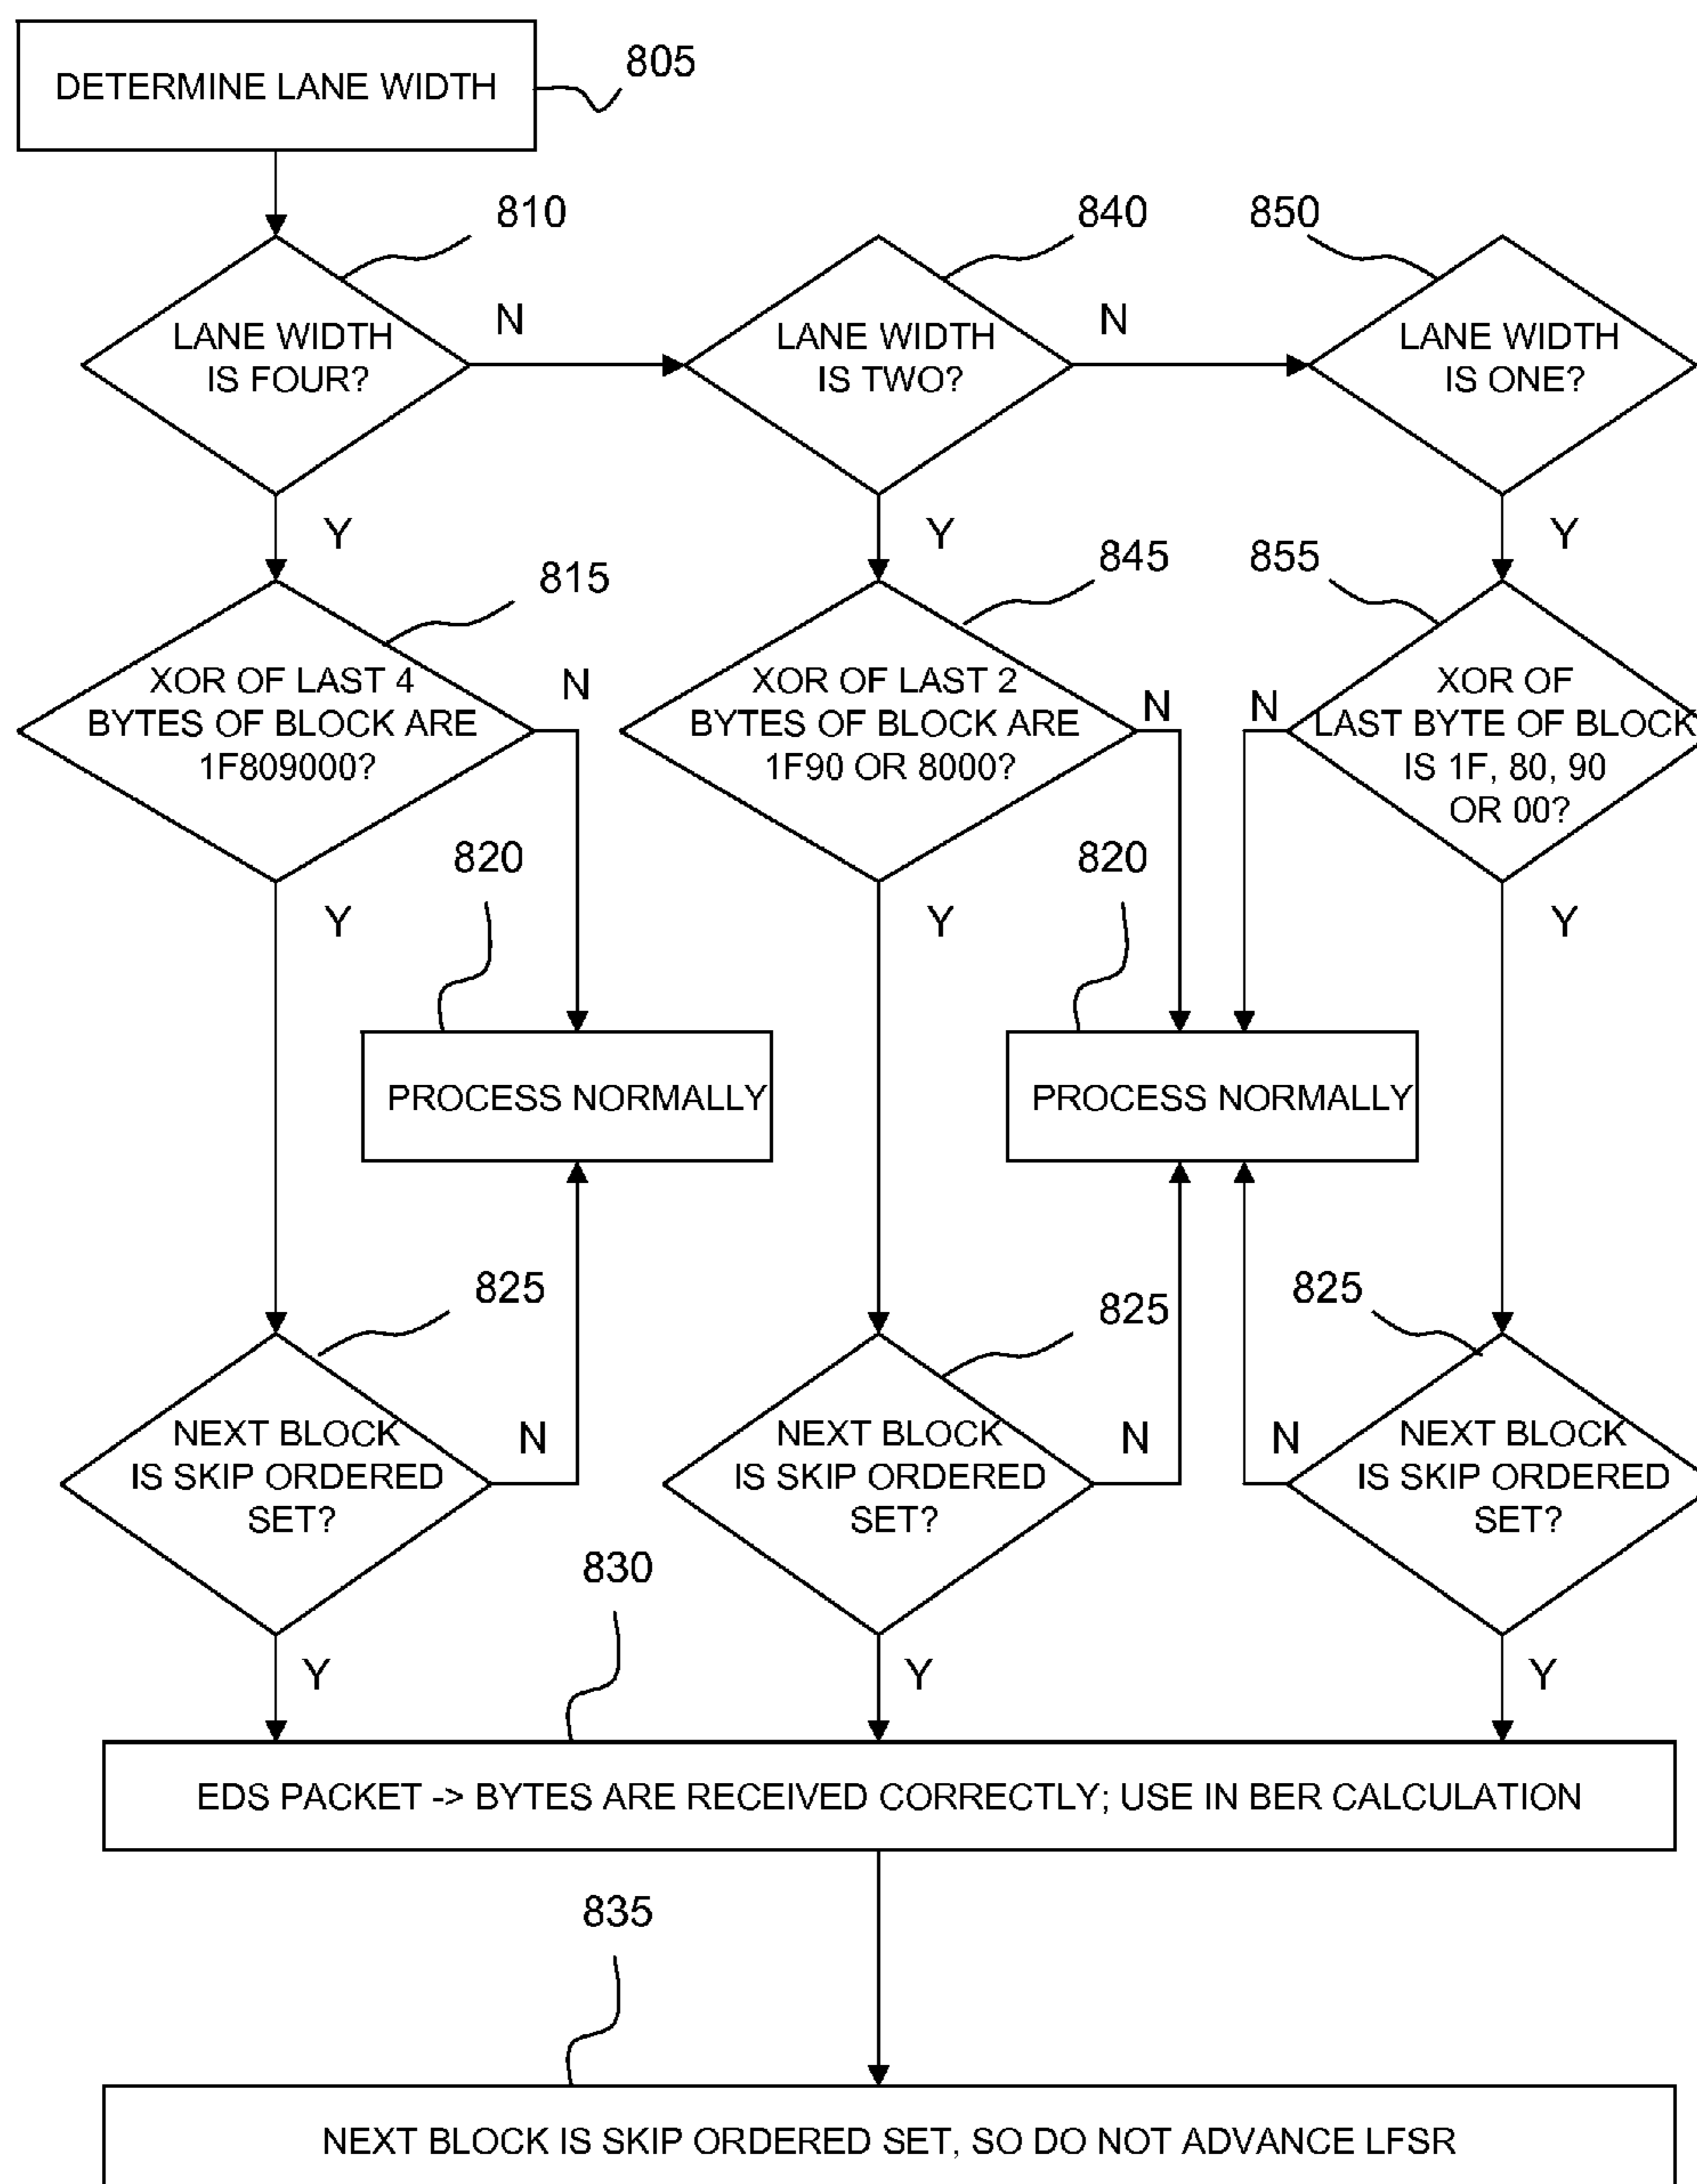 DETERMINE LANE WIDTH
805
810
840
850
LANE WIDTH
IS FOUR?
N
LANE WIDTH
IS TWO?
N
LANE WIDTH
IS ONE?
Y
Y
Y
815
845
855
XOR OF LAST 4
BYTES OF BLOCK ARE
1F809000?
N
XOR OF LAST 2
BYTES OF BLOCK ARE
1F90 OR 8000?
N
N
XOR OF
LAST BYTE OF BLOCK
IS 1F, 80, 90
OR 00?
820
820
Y
Y
Y
PROCESS NORMALLY
PROCESS NORMALLY
825
825
825
NEXT BLOCK
IS SKIP ORDERED
SET?
N
NEXT BLOCK
IS SKIP ORDERED
SET?
N
N
NEXT BLOCK
IS SKIP ORDERED
SET?
830
Y
Y
Y
EDS PACKET -> BYTES ARE RECEIVED CORRECTLY; USE IN BER CALCULATION
835
NEXT BLOCK IS SKIP ORDERED SET, SO DO NOT ADVANCE LFSR